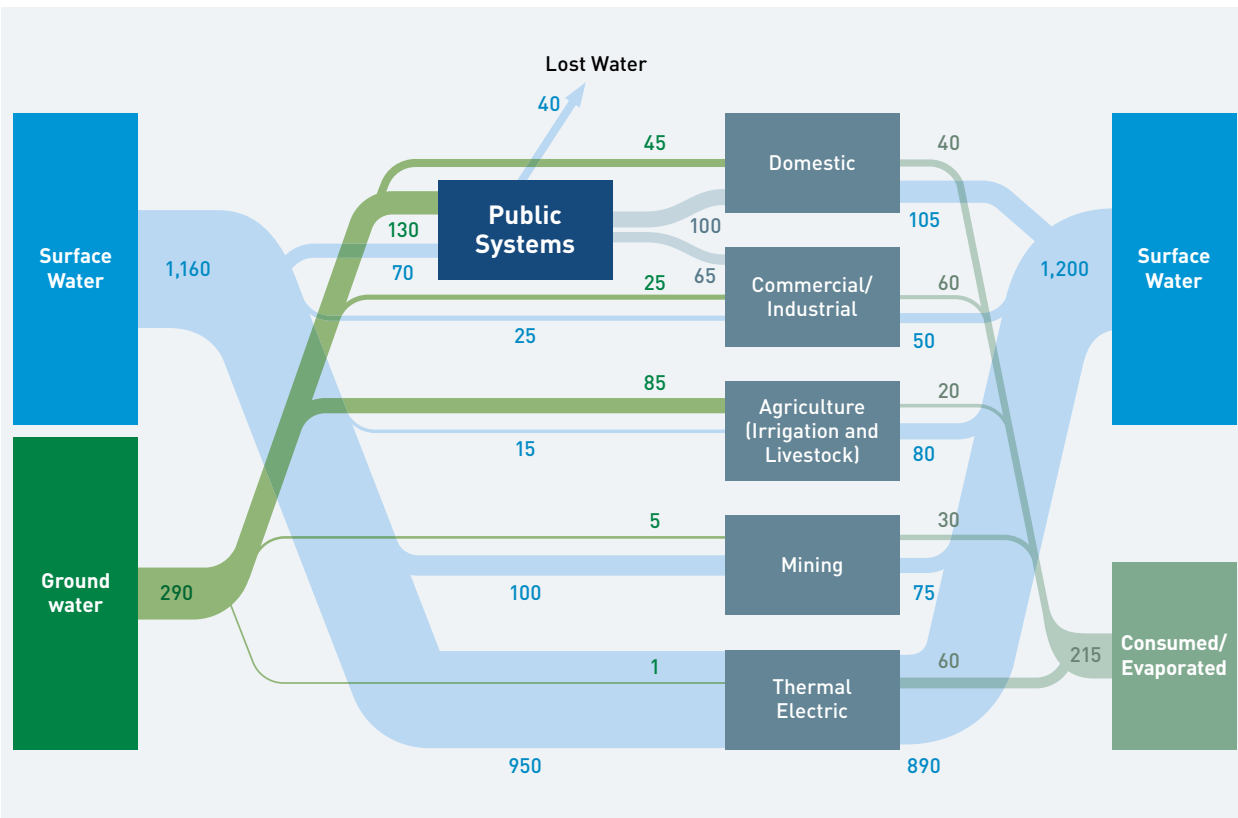 Lost Water
40
45
40
Domestic
Public
Systems
130
100
105
70
65
Surface
Water
1,160
25
60
Commercial/
Industrial
1,200
Surface
Water
25
50
85
20
Agriculture
(Irrigation and
Livestock)
15
80
5
30
Mining
Ground
water
290
100
75
1
60
Thermal
Electric
215
Consumed/
Evaporated
950
890